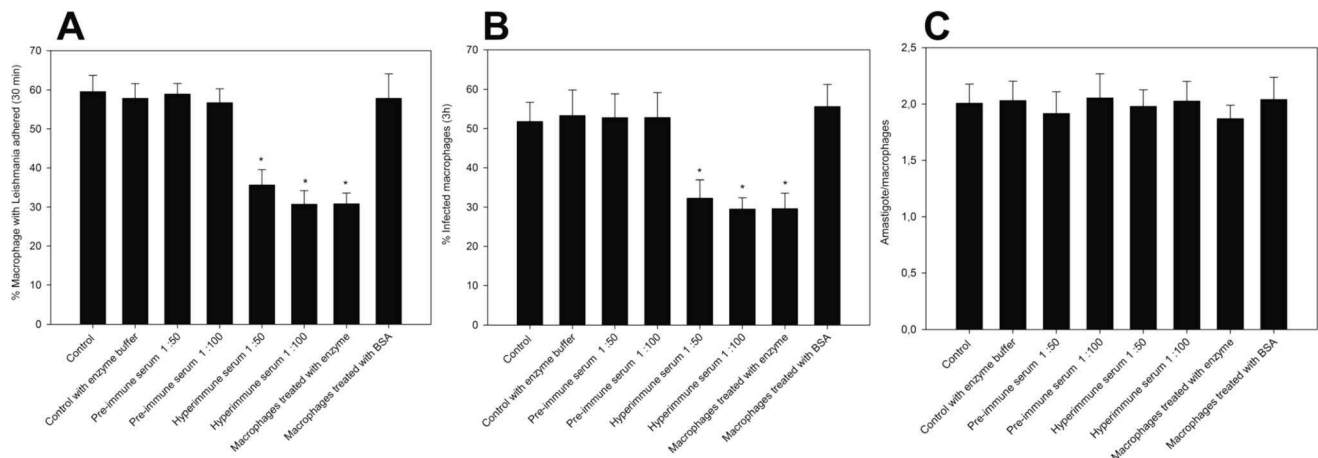 A
% Macrophage with Leishmania adhered (30 min)
70
60
50
40
30
20
10
0
*
*
*
Control
Control with enzyme buffer
Pre-immune serum 1:50
Pre-immune serum 1:100
Hyperimmune serum 1:50
Hyperimmune serum 1:100
Macrophages treated with enzyme
Macrophages treated with BSA
B
% Infected macrophages (3h)
70
60
50
40
30
20
10
0
*
*
*
Control
Control with enzyme buffer
Pre-immune serum 1:50
Pre-immune serum 1:100
Hyperimmune serum 1:50
Hyperimmune serum 1:100
Macrophages treated with enzyme
Macrophages treated with BSA
C
Amastigote/macrophages
2,5
2,0
1,5
1,0
0,5
0,0
Control
Control with enzyme buffer
Pre-immune serum 1:50
Pre-immune serum 1:100
Hyperimmune serum 1:50
Hyperimmune serum 1:100
Macrophages treated with enzyme
Macrophages treated with BSA